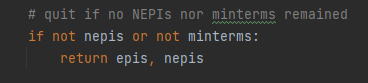 # quit if no NEPIs nor minterms remained
if not nepis or not minterms:
return epis, nepis